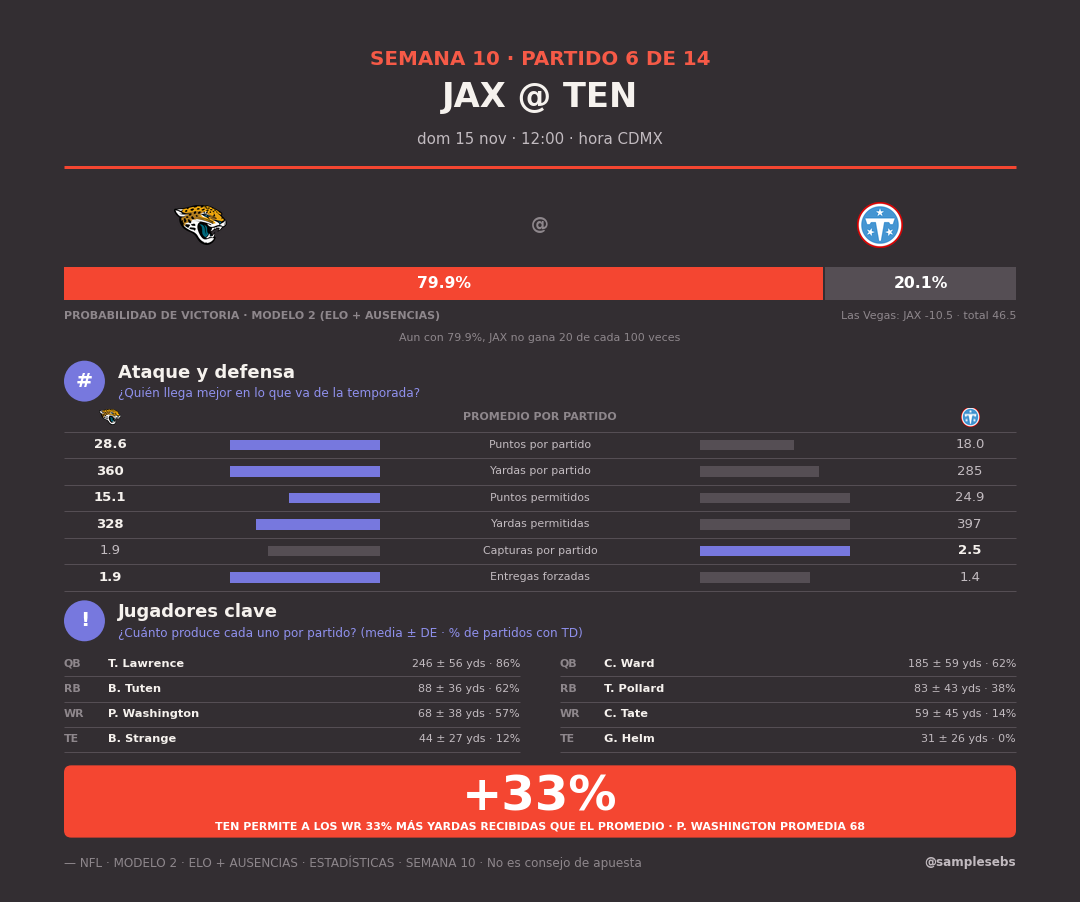 SEMANA 10 · PARTIDO 6 DE 14
JAX @ TEN
dom 15 nov · 12:00 · hora CDMX
@
79.9% 20.1%
PROBABILIDAD DE VICTORIA · MODELO 2 (ELO + AUSENCIAS) Las Vegas: JAX -10.5 · total 46.5
Aun con 79.9%, JAX no gana 20 de cada 100 veces
# Ataque y defensa
¿Quién llega mejor en lo que va de la temporada?
PROMEDIO POR PARTIDO
28.6 Puntos por partido 18.0
360 Yardas por partido 285
15.1 Puntos permitidos 24.9
328 Yardas permitidas 397
1.9 Capturas por partido 2.5
1.9 Entregas forzadas 1.4
! Jugadores clave
¿Cuánto produce cada uno por partido? (media ± DE · % de partidos con TD)
QB T. Lawrence 246 ± 56 yds · 86% QB C. Ward 185 ± 59 yds · 62%
RB B. Tuten 88 ± 36 yds · 62% RB T. Pollard 83 ± 43 yds · 38%
WR P. Washington 68 ± 38 yds · 57% WR C. Tate 59 ± 45 yds · 14%
TE B. Strange 44 ± 27 yds · 12% TE G. Helm 31 ± 26 yds · 0%
+33%
TEN PERMITE A LOS WR 33% MÁS YARDAS RECIBIDAS QUE EL PROMEDIO · P. WASHINGTON PROMEDIA 68
— NFL · MODELO 2 · ELO + AUSENCIAS · ESTADÍSTICAS · SEMANA 10 · No es consejo de apuesta @samplesebs